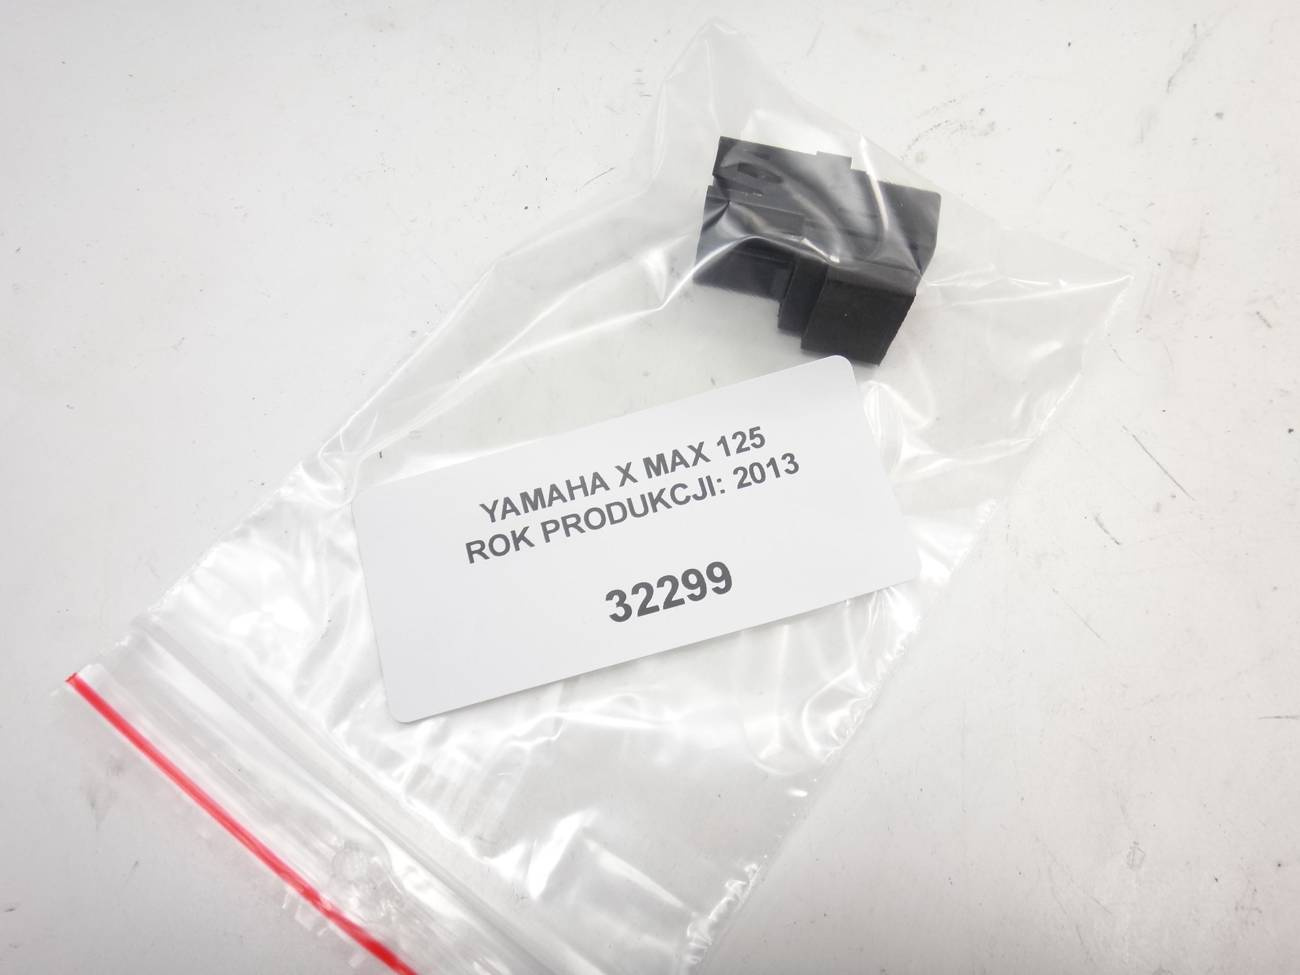 YAMAHA X MAX 125
ROK PRODUKCJI: 2013
32299